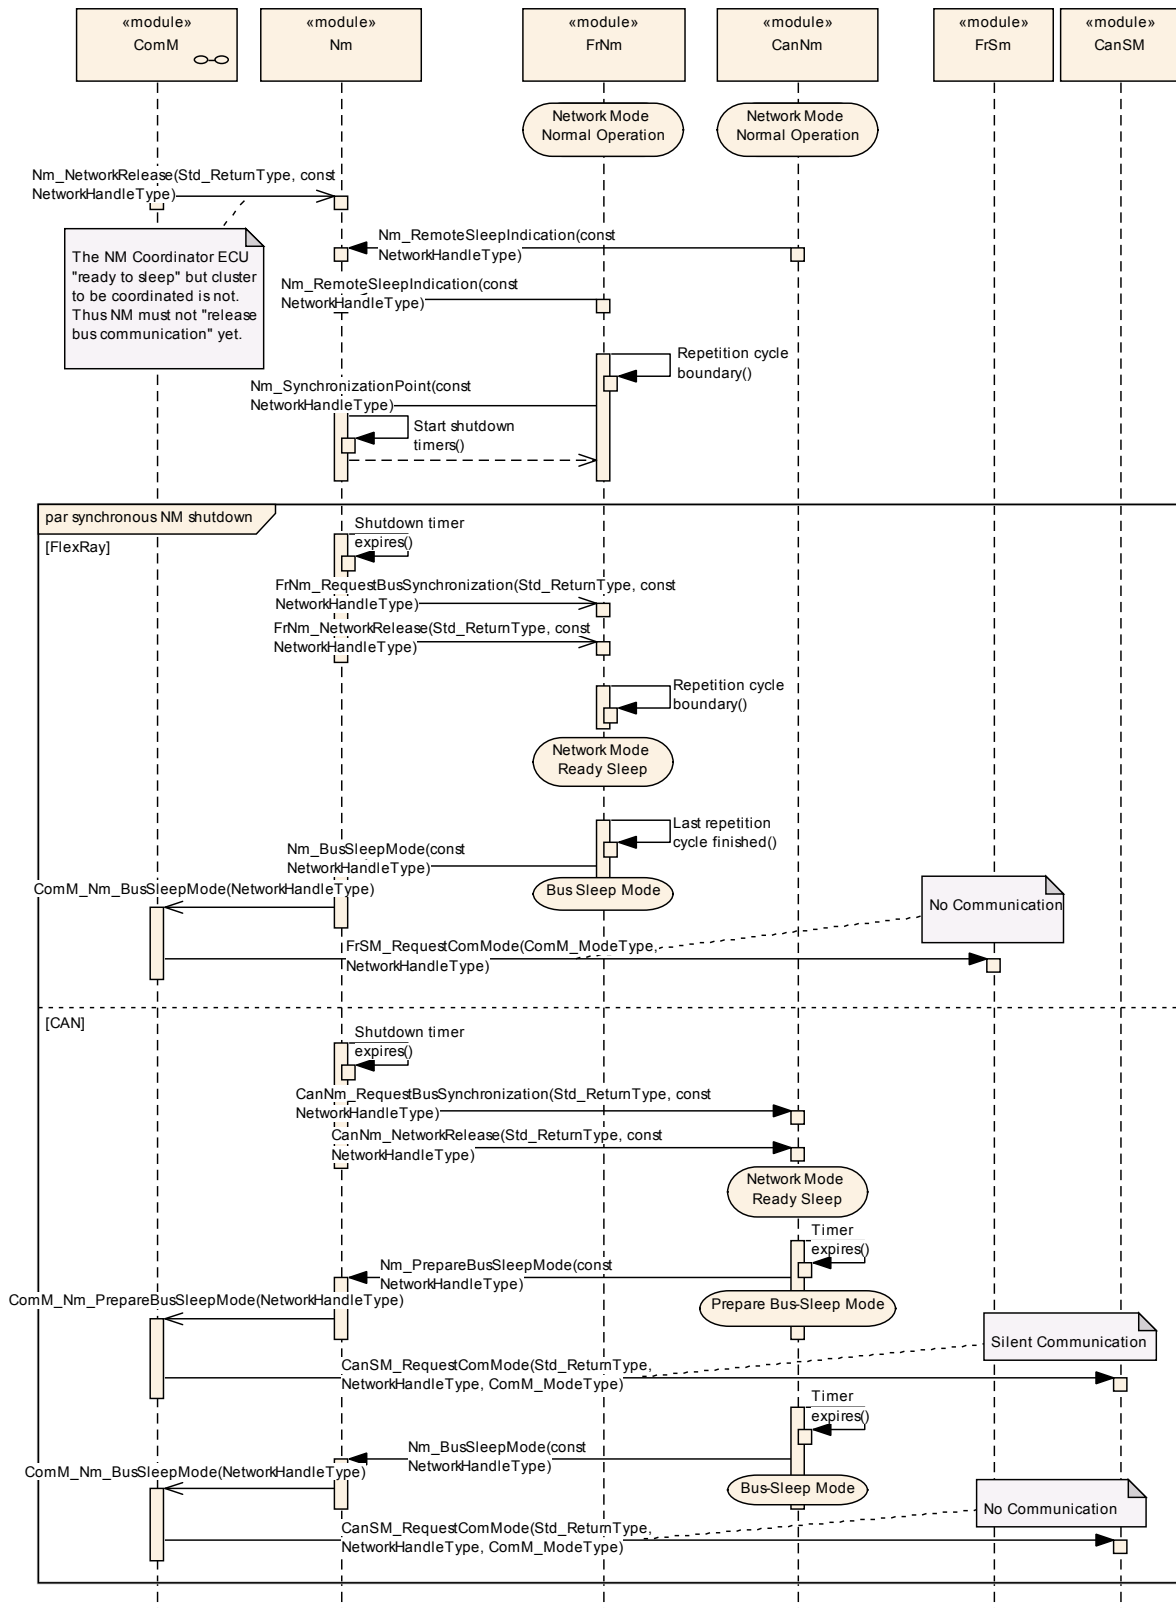 «module»
ComM
«module»
Nm
«module»
FrNm
«module»
CanNm
«module»
FrSm
«module»
CanSM
Network Mode
Normal Operation
Network Mode
Normal Operation
Nm_NetworkRelease(Std_ReturnType, const
NetworkHandleType)
The NM Coordinator ECU
"ready to sleep" but cluster
to be coordinated is not.
Thus NM must not "release
bus communication" yet.
Nm_RemoteSleepIndication(const
NetworkHandleType)
Nm_RemoteSleepIndication(const
NetworkHandleType)
Repetition cycle
boundary()
Nm_SynchronizationPoint(const
NetworkHandleType)
Start shutdown
timers()
par synchronous NM shutdown
[FlexRay]
Shutdown timer
expires()
FrNm_RequestBusSynchronization(Std_ReturnType, const
NetworkHandleType)
FrNm_NetworkRelease(Std_ReturnType, const
NetworkHandleType)
Repetition cycle
boundary()
Network Mode
Ready Sleep
Last repetition
cycle finished()
Nm_BusSleepMode(const
NetworkHandleType)
Bus Sleep Mode
ComM_Nm_BusSleepMode(NetworkHandleType)
No Communication
FrSM_RequestComMode(ComM_ModeType,
NetworkHandleType)
[CAN]
Shutdown timer
expires()
CanNm_RequestBusSynchronization(Std_ReturnType, const
NetworkHandleType)
CanNm_NetworkRelease(Std_ReturnType, const
NetworkHandleType)
Network Mode
Ready Sleep
Timer
expires()
Nm_PrepareBusSleepMode(const
NetworkHandleType)
Prepare Bus-Sleep Mode
ComM_Nm_PrepareBusSleepMode(NetworkHandleType)
Silent Communication
CanSM_RequestComMode(Std_ReturnType,
NetworkHandleType, ComM_ModeType)
Timer
expires()
Nm_BusSleepMode(const
NetworkHandleType)
Bus-Sleep Mode
ComM_Nm_BusSleepMode(NetworkHandleType)
No Communication
CanSM_RequestComMode(Std_ReturnType,
NetworkHandleType, ComM_ModeType)